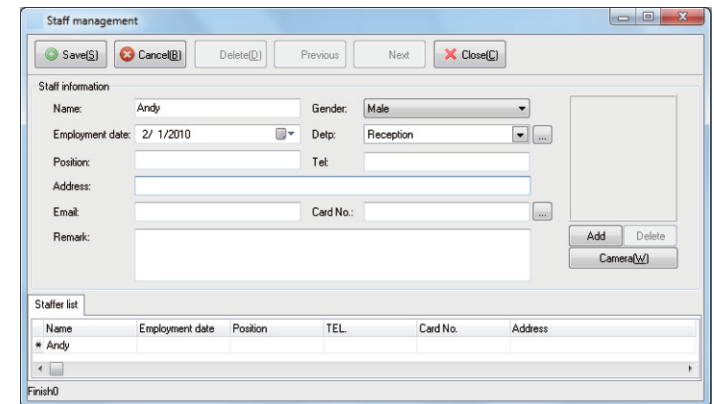 Staff management
Save(S) Cancel(B) Delete(D) Previous Next Close(C)
Staff information
Name: Andy Gender: Male
Employment date: 2/ 1/2010 Detp: Reception ...
Position: Tel:
Address:
Email: Card No.: ...
Remark: Add Delete
Camera(W)
Staffer list
Name Employment date Position TEL. Card No. Address
* Andy
Finish0